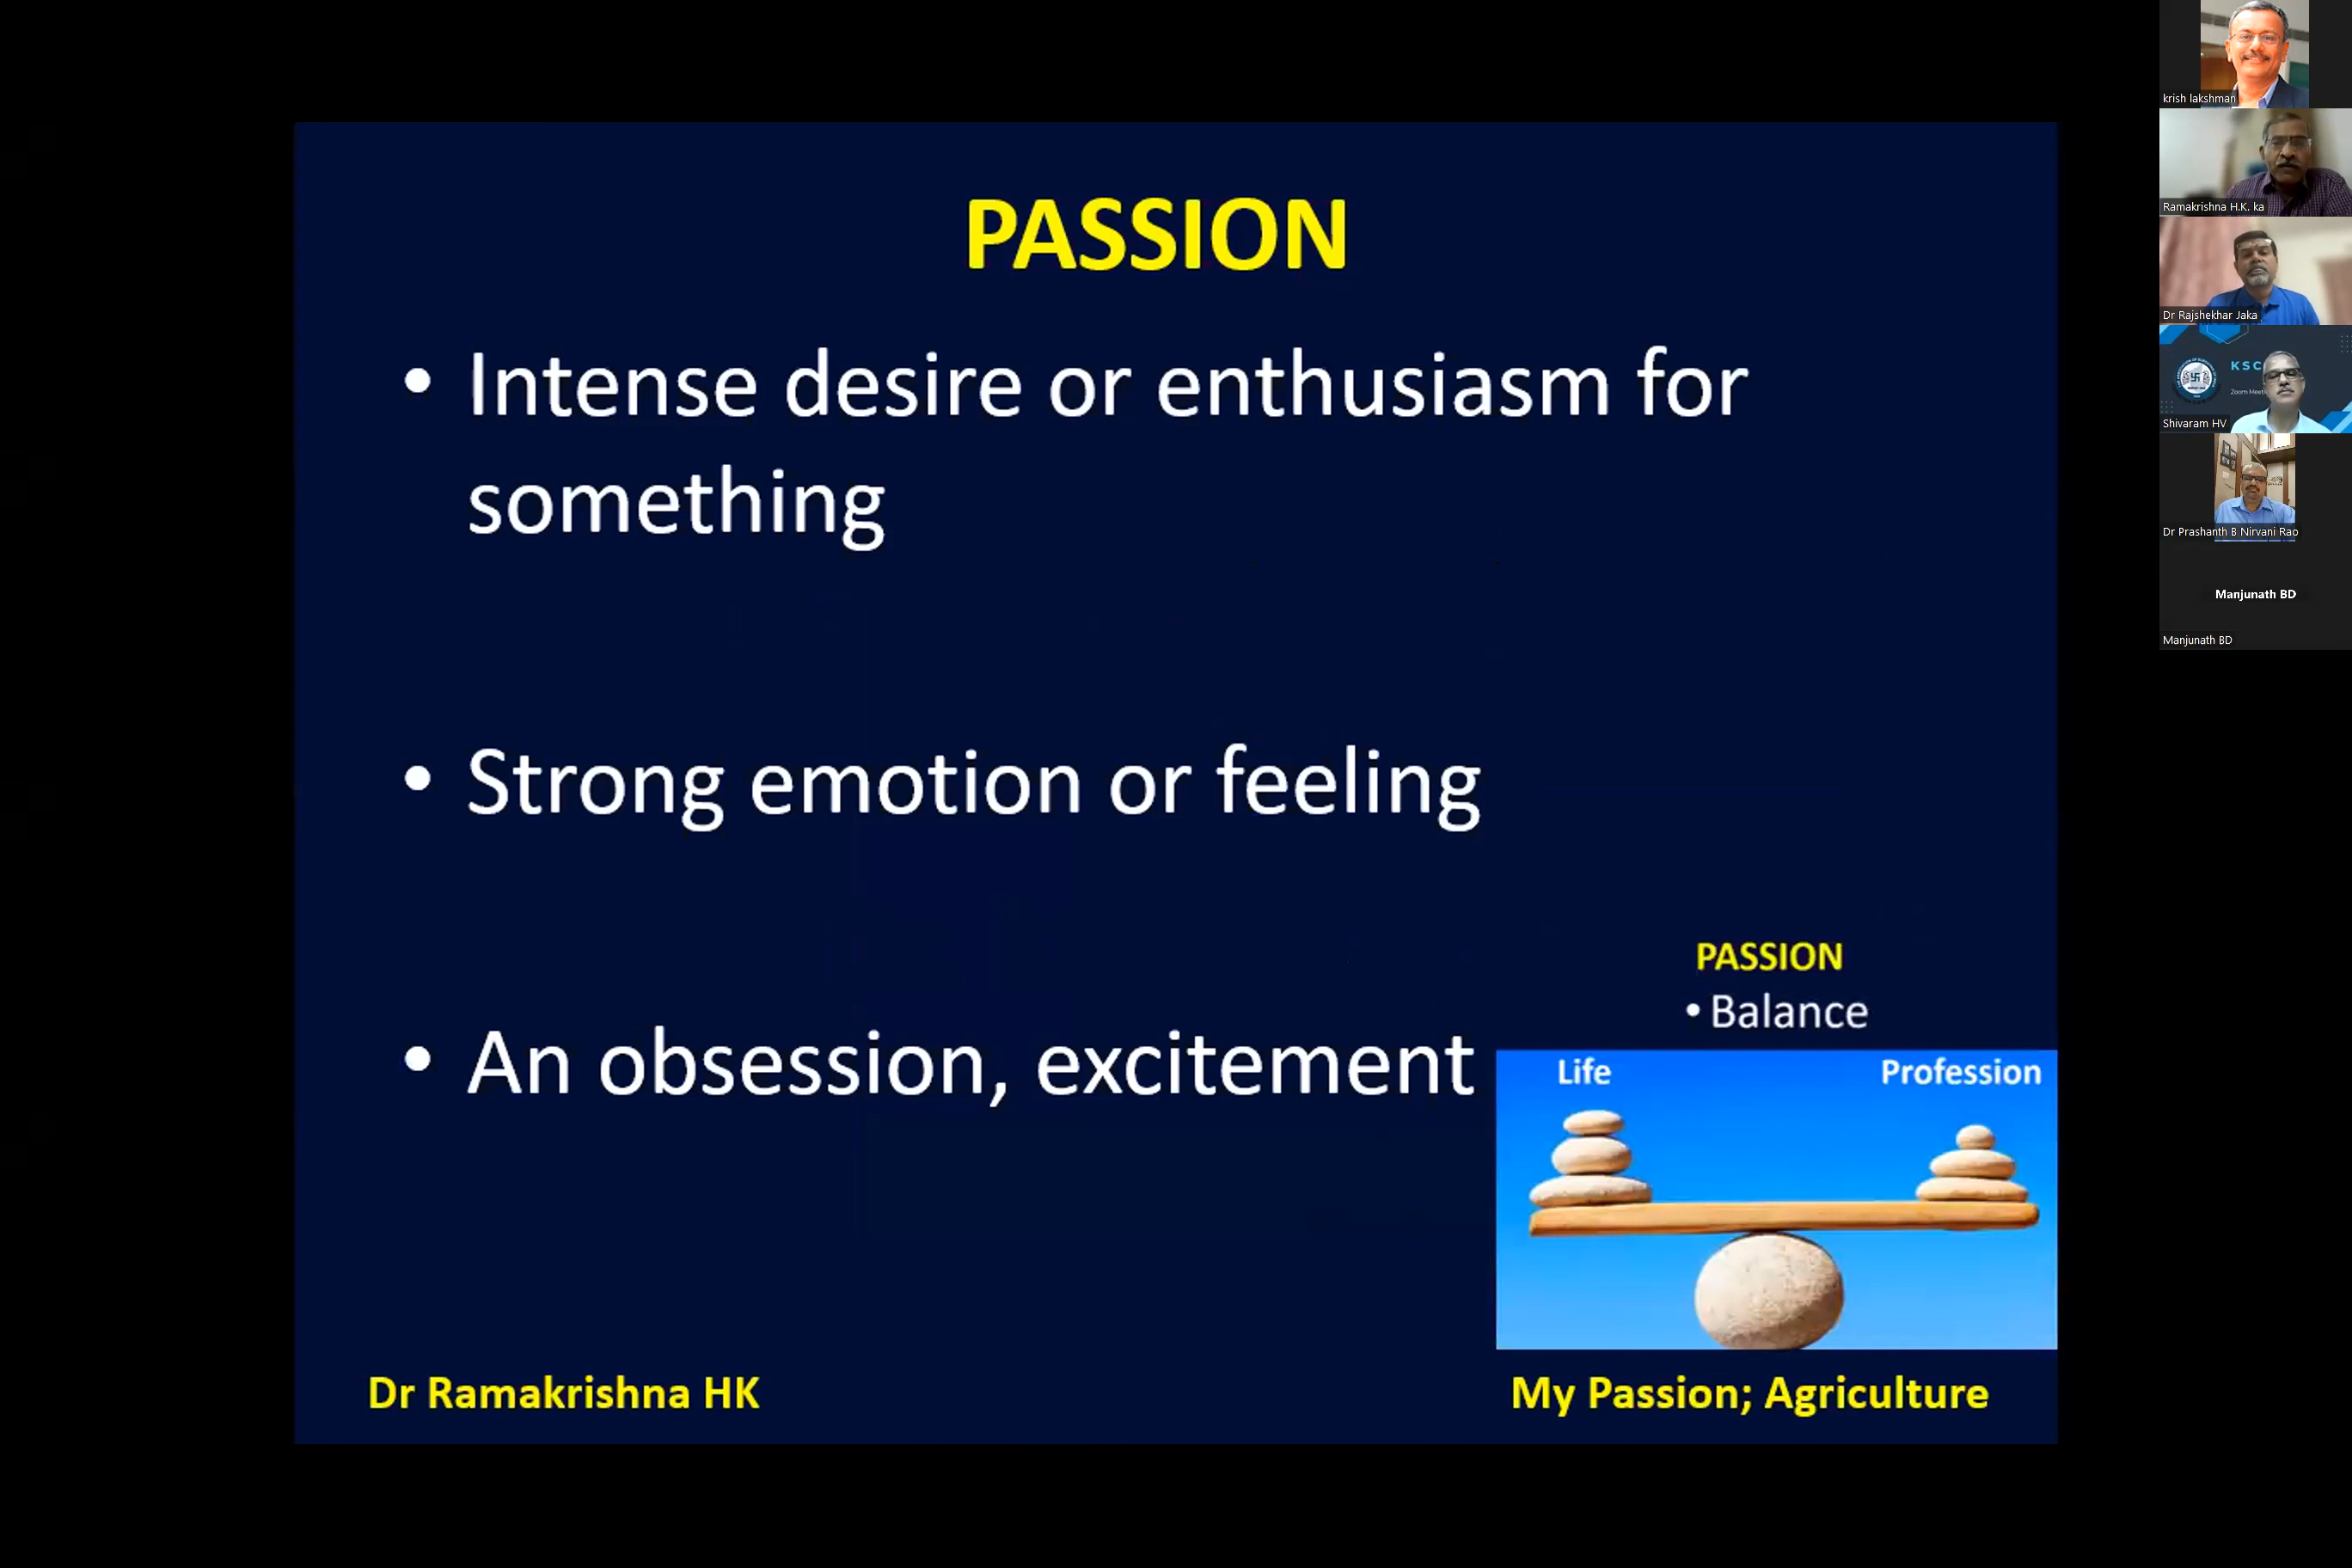 PASSION
• Intense desire or enthusiasm for
something
• Strong emotion or feeling
• An obsession, excitement
PASSION
• Balance
Life
Profession
Dr Ramakrishna HK
My Passion; Agriculture
krish lakshman
Ramakrishna H.K. ka
Dr Rajshekhar Jaka
KSC
Zoom Meeti
Shivaram HV
Dr Prashanth B Nirvani Rao
Manjunath BD
Manjunath BD